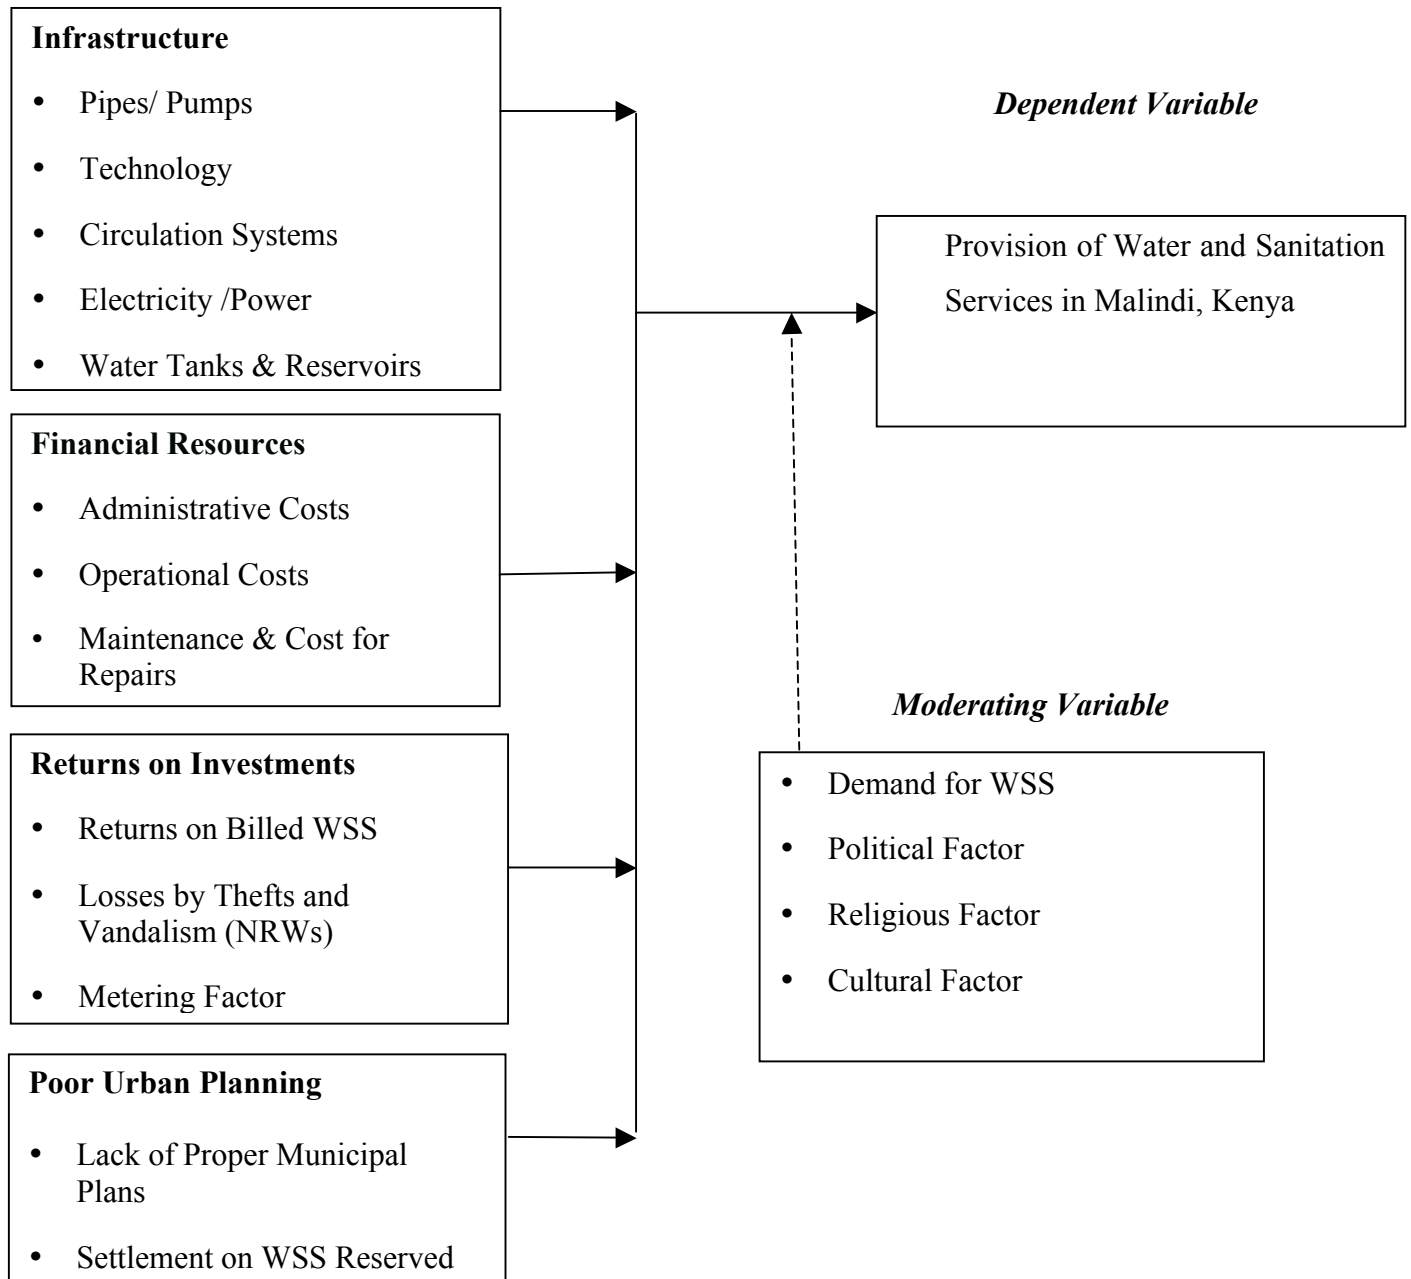 Infrastructure
• Pipes/ Pumps
• Technology
• Circulation Systems
• Electricity /Power
• Water Tanks & Reservoirs
Financial Resources
• Administrative Costs
• Operational Costs
• Maintenance & Cost for
Repairs
Returns on Investments
• Returns on Billed WSS
• Losses by Thefts and
Vandalism (NRWs)
• Metering Factor
Poor Urban Planning
• Lack of Proper Municipal
Plans
• Settlement on WSS Reserved
Dependent Variable
Provision of Water and Sanitation
Services in Malindi, Kenya
Moderating Variable
• Demand for WSS
• Political Factor
• Religious Factor
• Cultural Factor